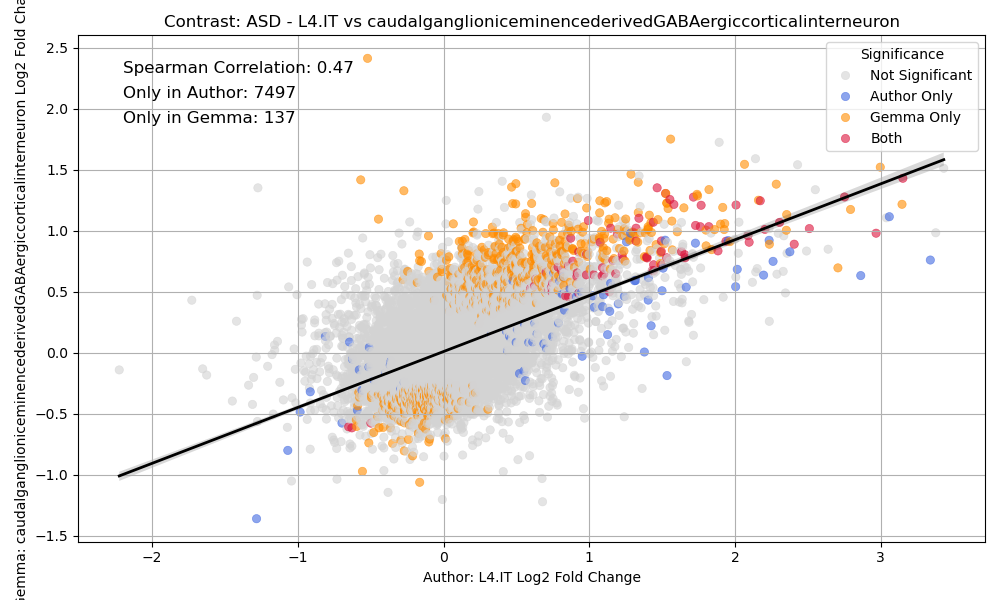 Contrast: ASD - L4.IT vs caudalganglioniceminencederivedGABAergiccorticalinterneuron
Spearman Correlation: 0.47
Only in Author: 7497
Only in Gemma: 137
Significance
Not Significant
Author Only
Gemma Only
Both
2.5
2.0
1.5
1.0
0.5
0.0
−0.5
−1.0
−1.5
−2
−1
0
1
2
3
Author: L4.IT Log2 Fold Change
caudalganglioniceminencederivedGABAergiccorticalinterneuron Log2 Fold